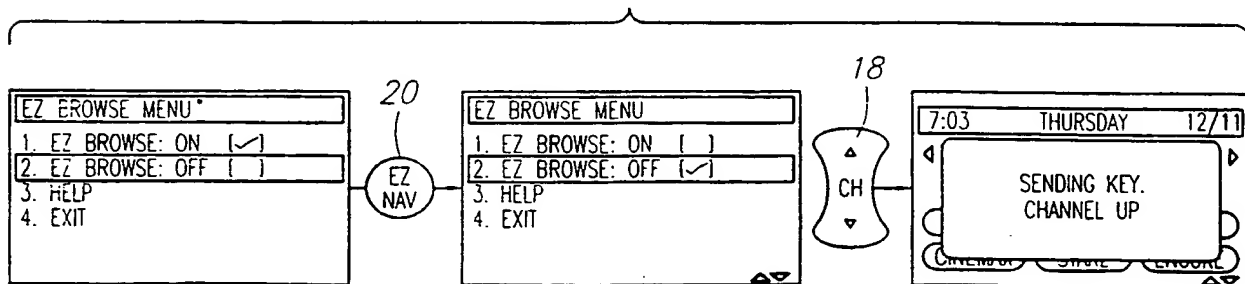 20
18
EZ BROWSE MENU
1. EZ BROWSE: ON [✓]
2. EZ BROWSE: OFF [ ]
3. HELP
4. EXIT
EZ
NAV
EZ BROWSE MENU
1. EZ BROWSE: ON [ ]
2. EZ BROWSE: OFF [✓]
3. HELP
4. EXIT
CH
7:03 THURSDAY 12/11
SENDING KEY.
CHANNEL UP